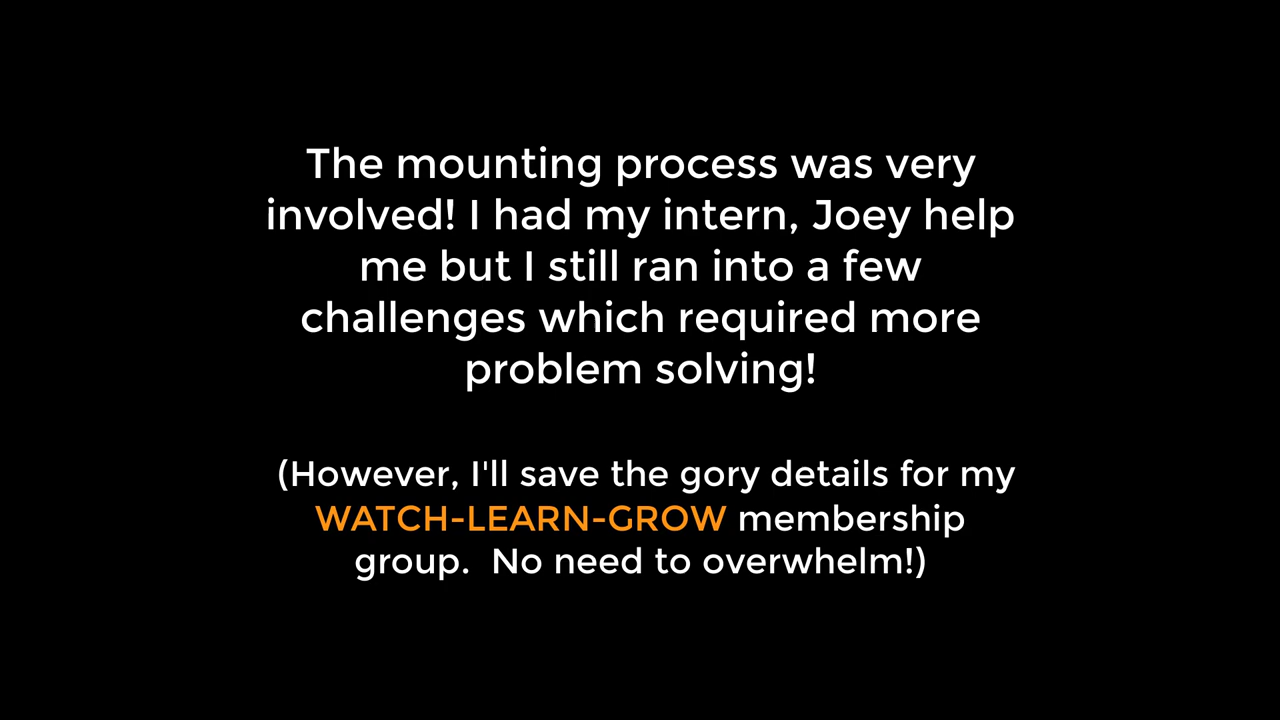 The mounting process was very
involved! I had my intern, Joey help
me but I still ran into a few
challenges which required more
problem solving!
(However, I'll save the gory details for my
WATCH-LEARN-GROW membership
group.  No need to overwhelm!)